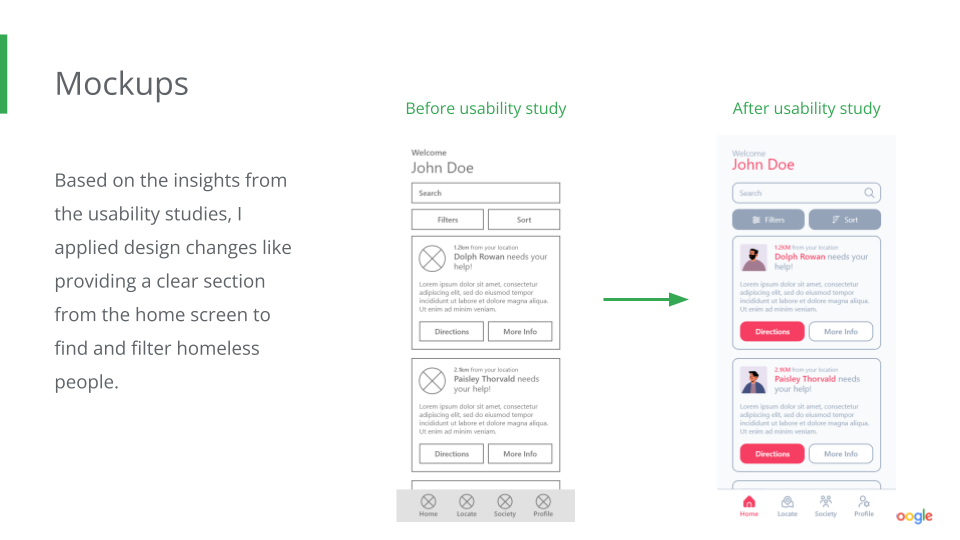 Mockups
Based on the insights from
the usability studies, I
applied design changes like
providing a clear section
from the home screen to
find and filter homeless
people.
Before usability study
Welcome
John Doe
Search
Filters Sort
1.2km from your location
Dolph Rowan needs your
help!
Lorem ipsum dolor sit amet, consectetur
adipiscing elit, sed do eiusmod tempor
incididunt ut labore et dolore magna aliqua.
Ut enim ad minim veniam.
Directions More Info
2.1km from your location
Paisley Thorvald needs
your help!
Lorem ipsum dolor sit amet, consectetur
adipiscing elit, sed do eiusmod tempor
incididunt ut labore et dolore magna aliqua.
Ut enim ad minim veniam.
Directions More Info
Home Locate Society Profile
After usability study
Welcome
John Doe
Search
Filters Sort
1.2KM from your location
Dolph Rowan needs your
help!
Lorem ipsum dolor sit amet, consectetur
adipiscing elit, sed do eiusmod tempor
incididunt ut labore et dolore magna aliqua.
Ut enim ad minim veniam.
Directions More Info
2.1KM from your location
Paisley Thorvald needs
your help!
Lorem ipsum dolor sit amet, consectetur
adipiscing elit, sed do eiusmod tempor
incididunt ut labore et dolore magna aliqua.
Ut enim ad minim veniam.
Directions More Info
Home Locate Society Profile
oogle